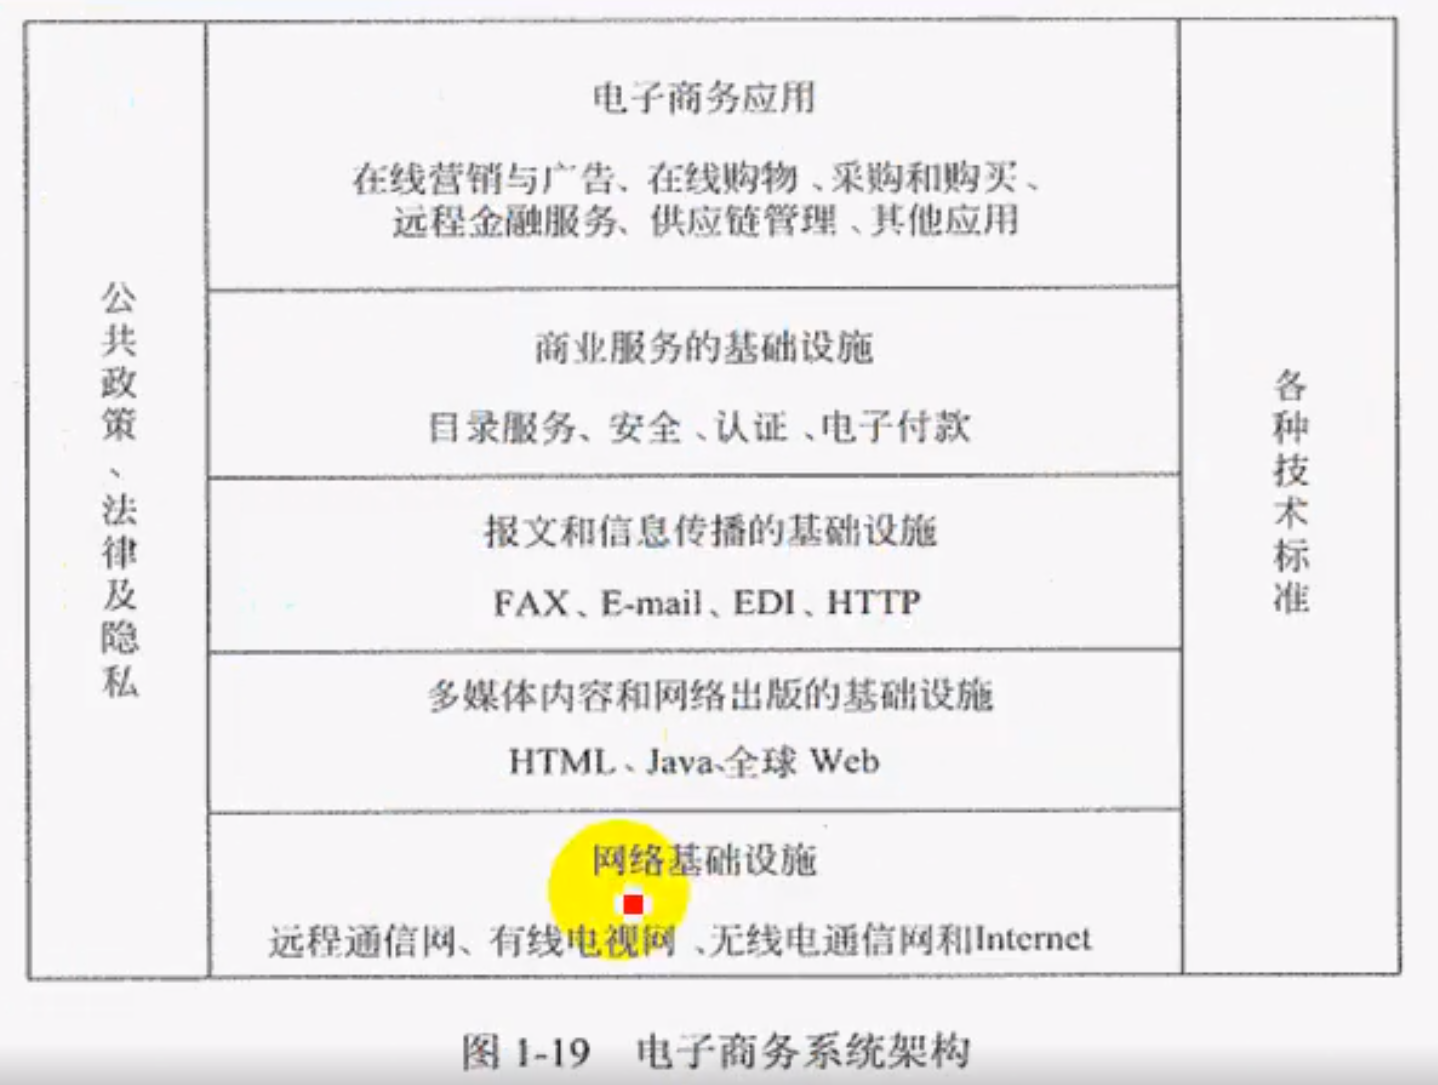 公共政策、法律及隐私
电子商务应用
在线营销与广告、在线购物、采购和购买、
远程金融服务、供应链管理、其他应用
商业服务的基础设施
目录服务、安全、认证、电子付款
报文和信息传播的基础设施
FAX、E-mail、EDI、HTTP
多媒体内容和网络出版的基础设施
HTML、Java、全球 Web
网络基础设施
远程通信网、有线电视网、无线电通信网和Internet
各种技术标准
图 1-19 电子商务系统架构